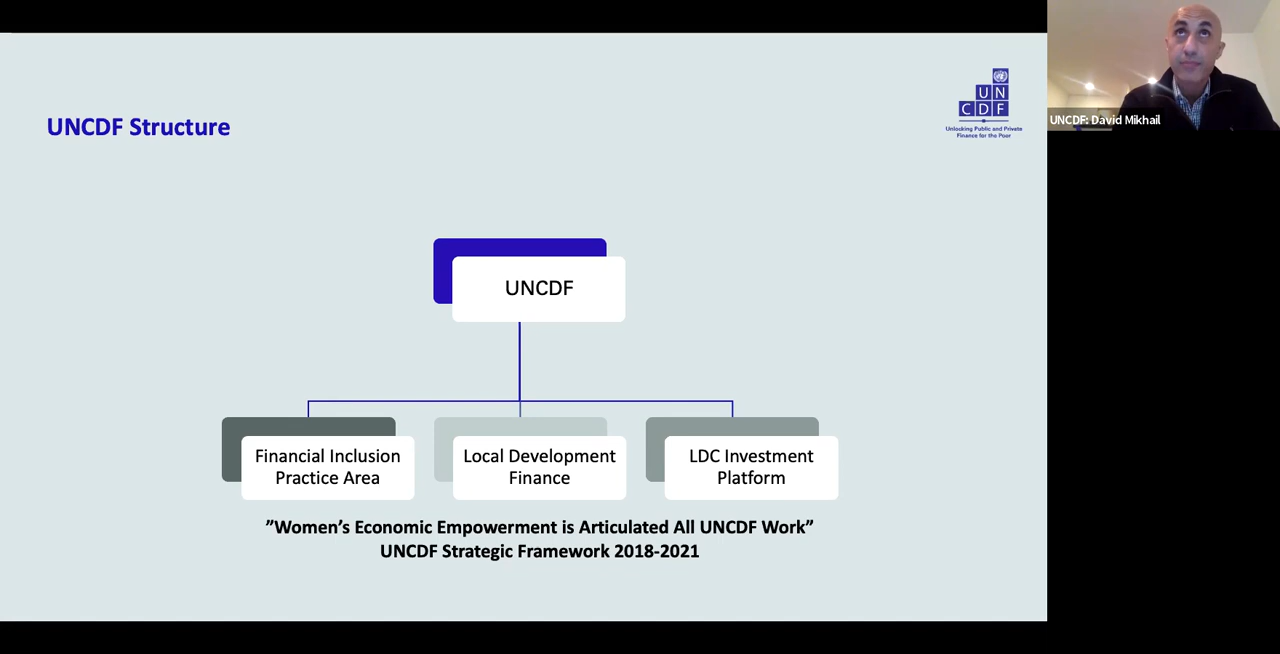 UNCDF Structure
UN
CDF
Unlocking Public and Private
Finance for the Poor
UNCDF: David Mikhail
UNCDF
Financial Inclusion
Practice Area
Local Development
Finance
LDC Investment
Platform
”Women’s Economic Empowerment is Articulated All UNCDF Work”
UNCDF Strategic Framework 2018-2021